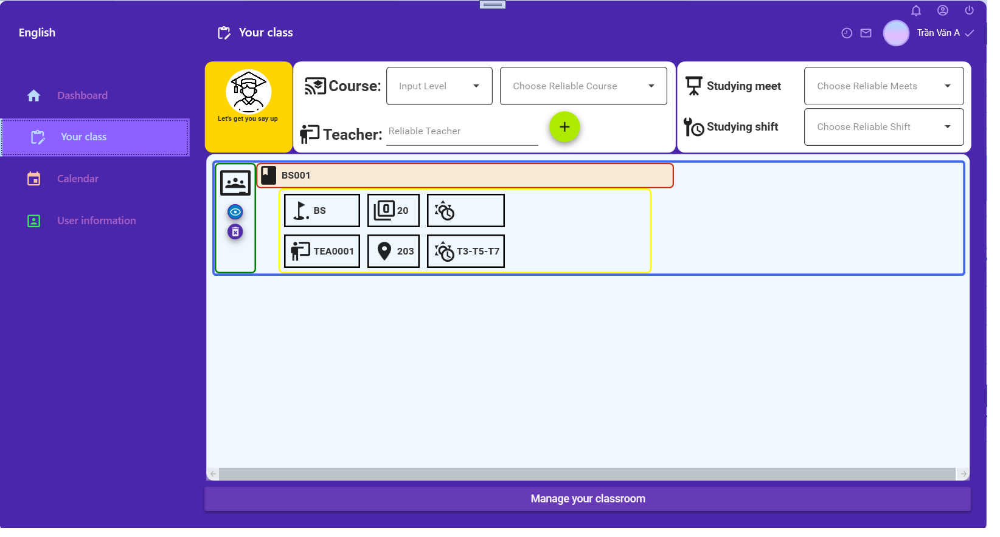 English
Your class
Trần Văn A
Dashboard
Your class
Calendar
User information
Let's get you say up
Course:
Input Level
Choose Reliable Course
Teacher:
Reliable Teacher
+
Studying meet
Choose Reliable Meets
Studying shift
Choose Reliable Shift
BS001
BS
0
20
TEA0001
203
T3-T5-T7
Manage your classroom